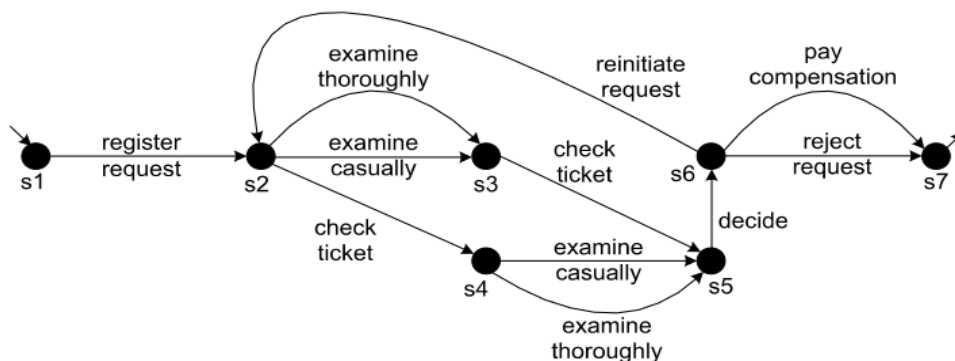 examine
thoroughly
reinitiate
request
pay
compensation
register
request
examine
casually
check
ticket
reject
request
s1
s2
s3
s6
s7
check
ticket
decide
examine
casually
s4
s5
examine
thoroughly